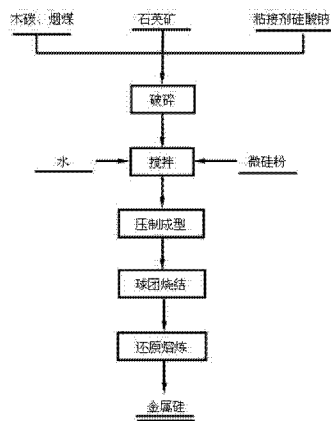 木碳、烟煤
石英矿
粘接剂硅酸钠
破碎
水
搅拌
微硅粉
压制成型
球团烧结
还原熔炼
金属硅